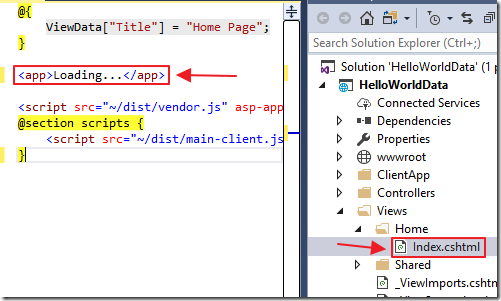 @{
ViewData["Title"] = "Home Page";
}
<app>Loading...</app>
<script src="~/dist/vendor.js" asp-app
@section scripts {
<script src="~/dist/main-client.js
}
Search Solution Explorer (Ctrl+;)
Solution 'HelloWorldData' (1 p
HelloWorldData
Connected Services
Dependencies
Properties
wwwroot
ClientApp
Controllers
Views
Home
Index.cshtml
Shared
_ViewImports.cshtml